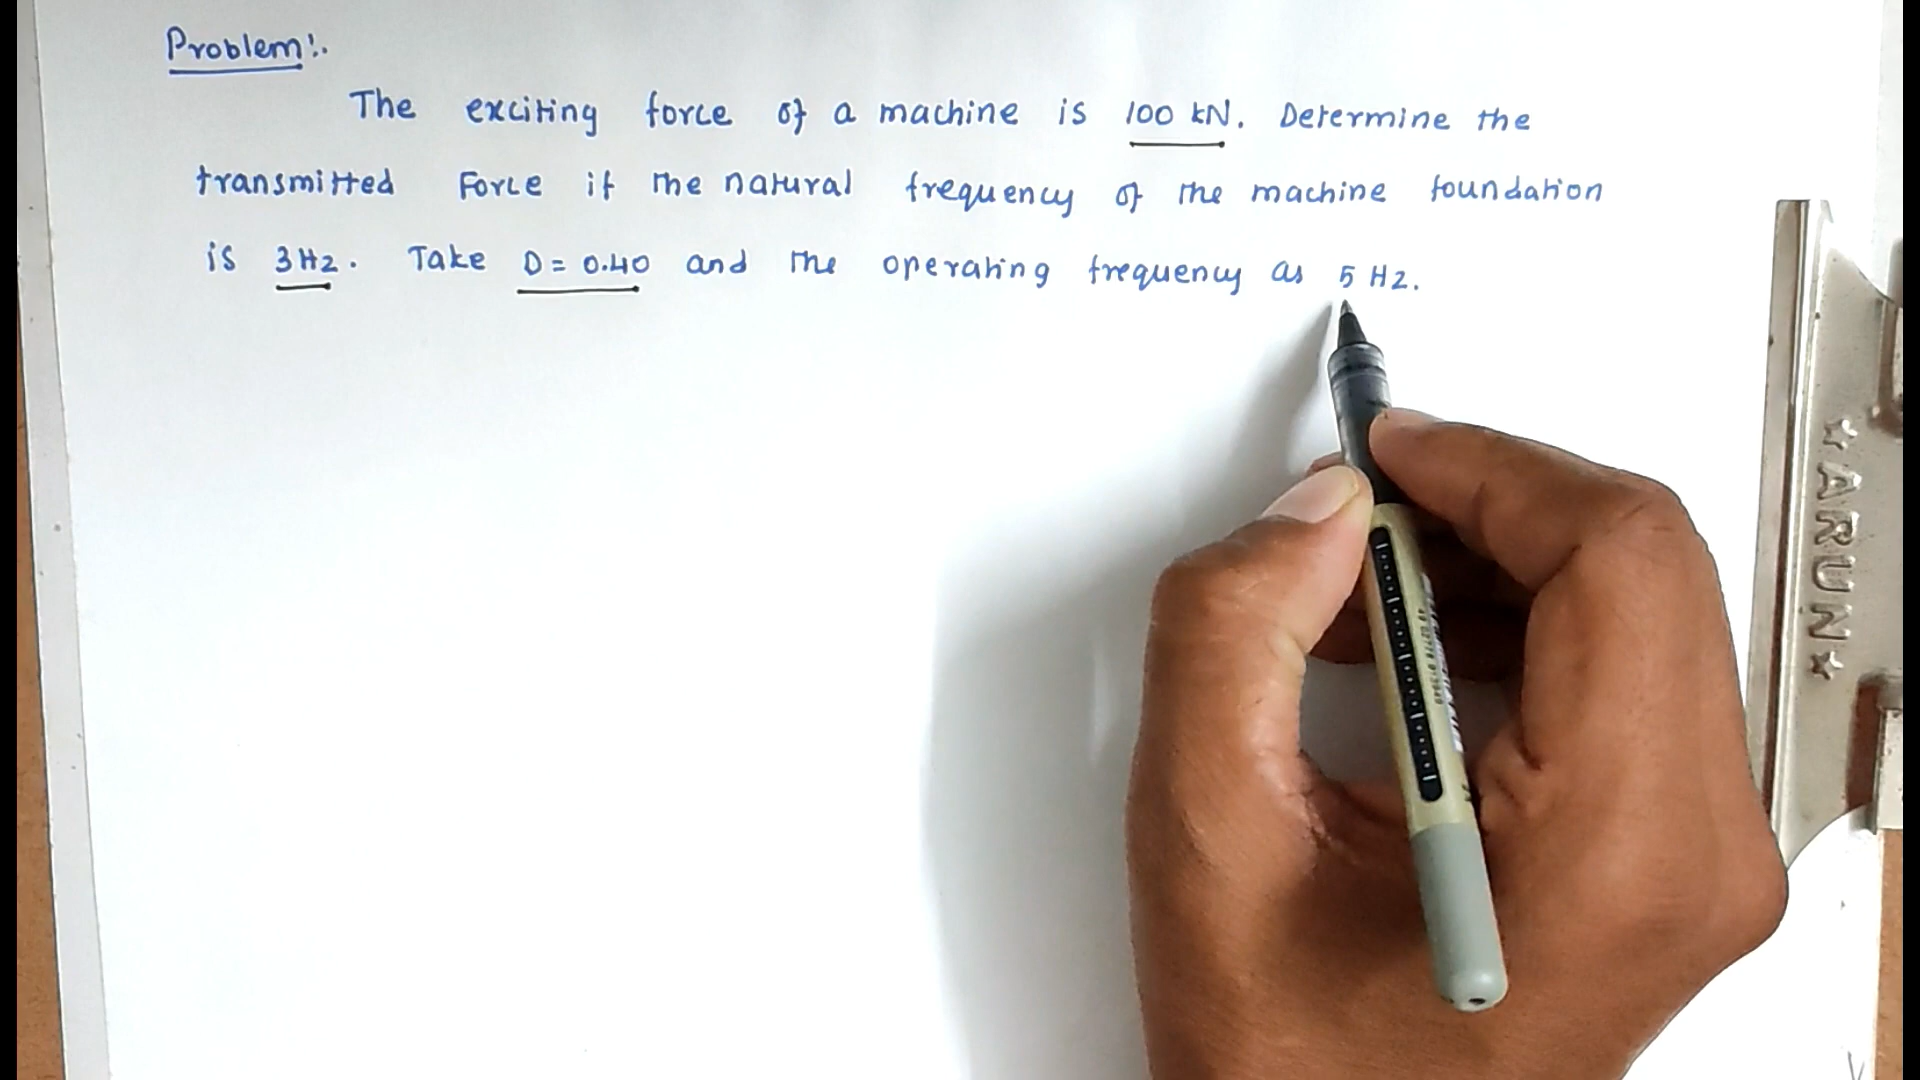 Problem:-
The exciting force of a machine is 100 kN. Determine the
transmitted Force if the natural frequency of the machine foundation
is 3 Hz. Take D = 0.40 and the operating frequency as 5 Hz.
★ARUN★